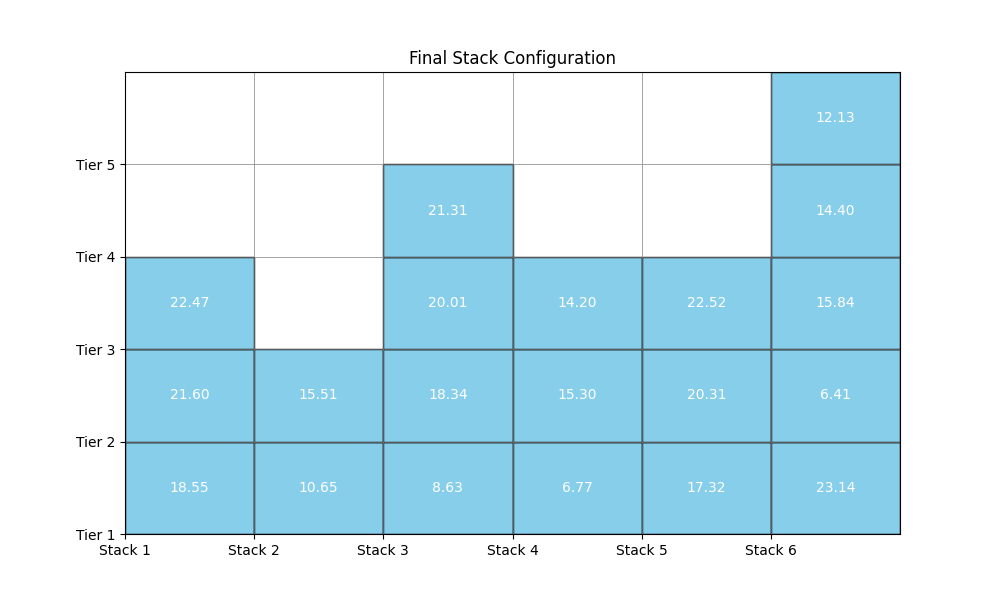 Final Stack Configuration
12.13
Tier 5
21.31 14.40
Tier 4
22.47 20.01 14.20 22.52 15.84
Tier 3
21.60 15.51 18.34 15.30 20.31 6.41
Tier 2
18.55 10.65 8.63 6.77 17.32 23.14
Tier 1
Stack 1 Stack 2 Stack 3 Stack 4 Stack 5 Stack 6